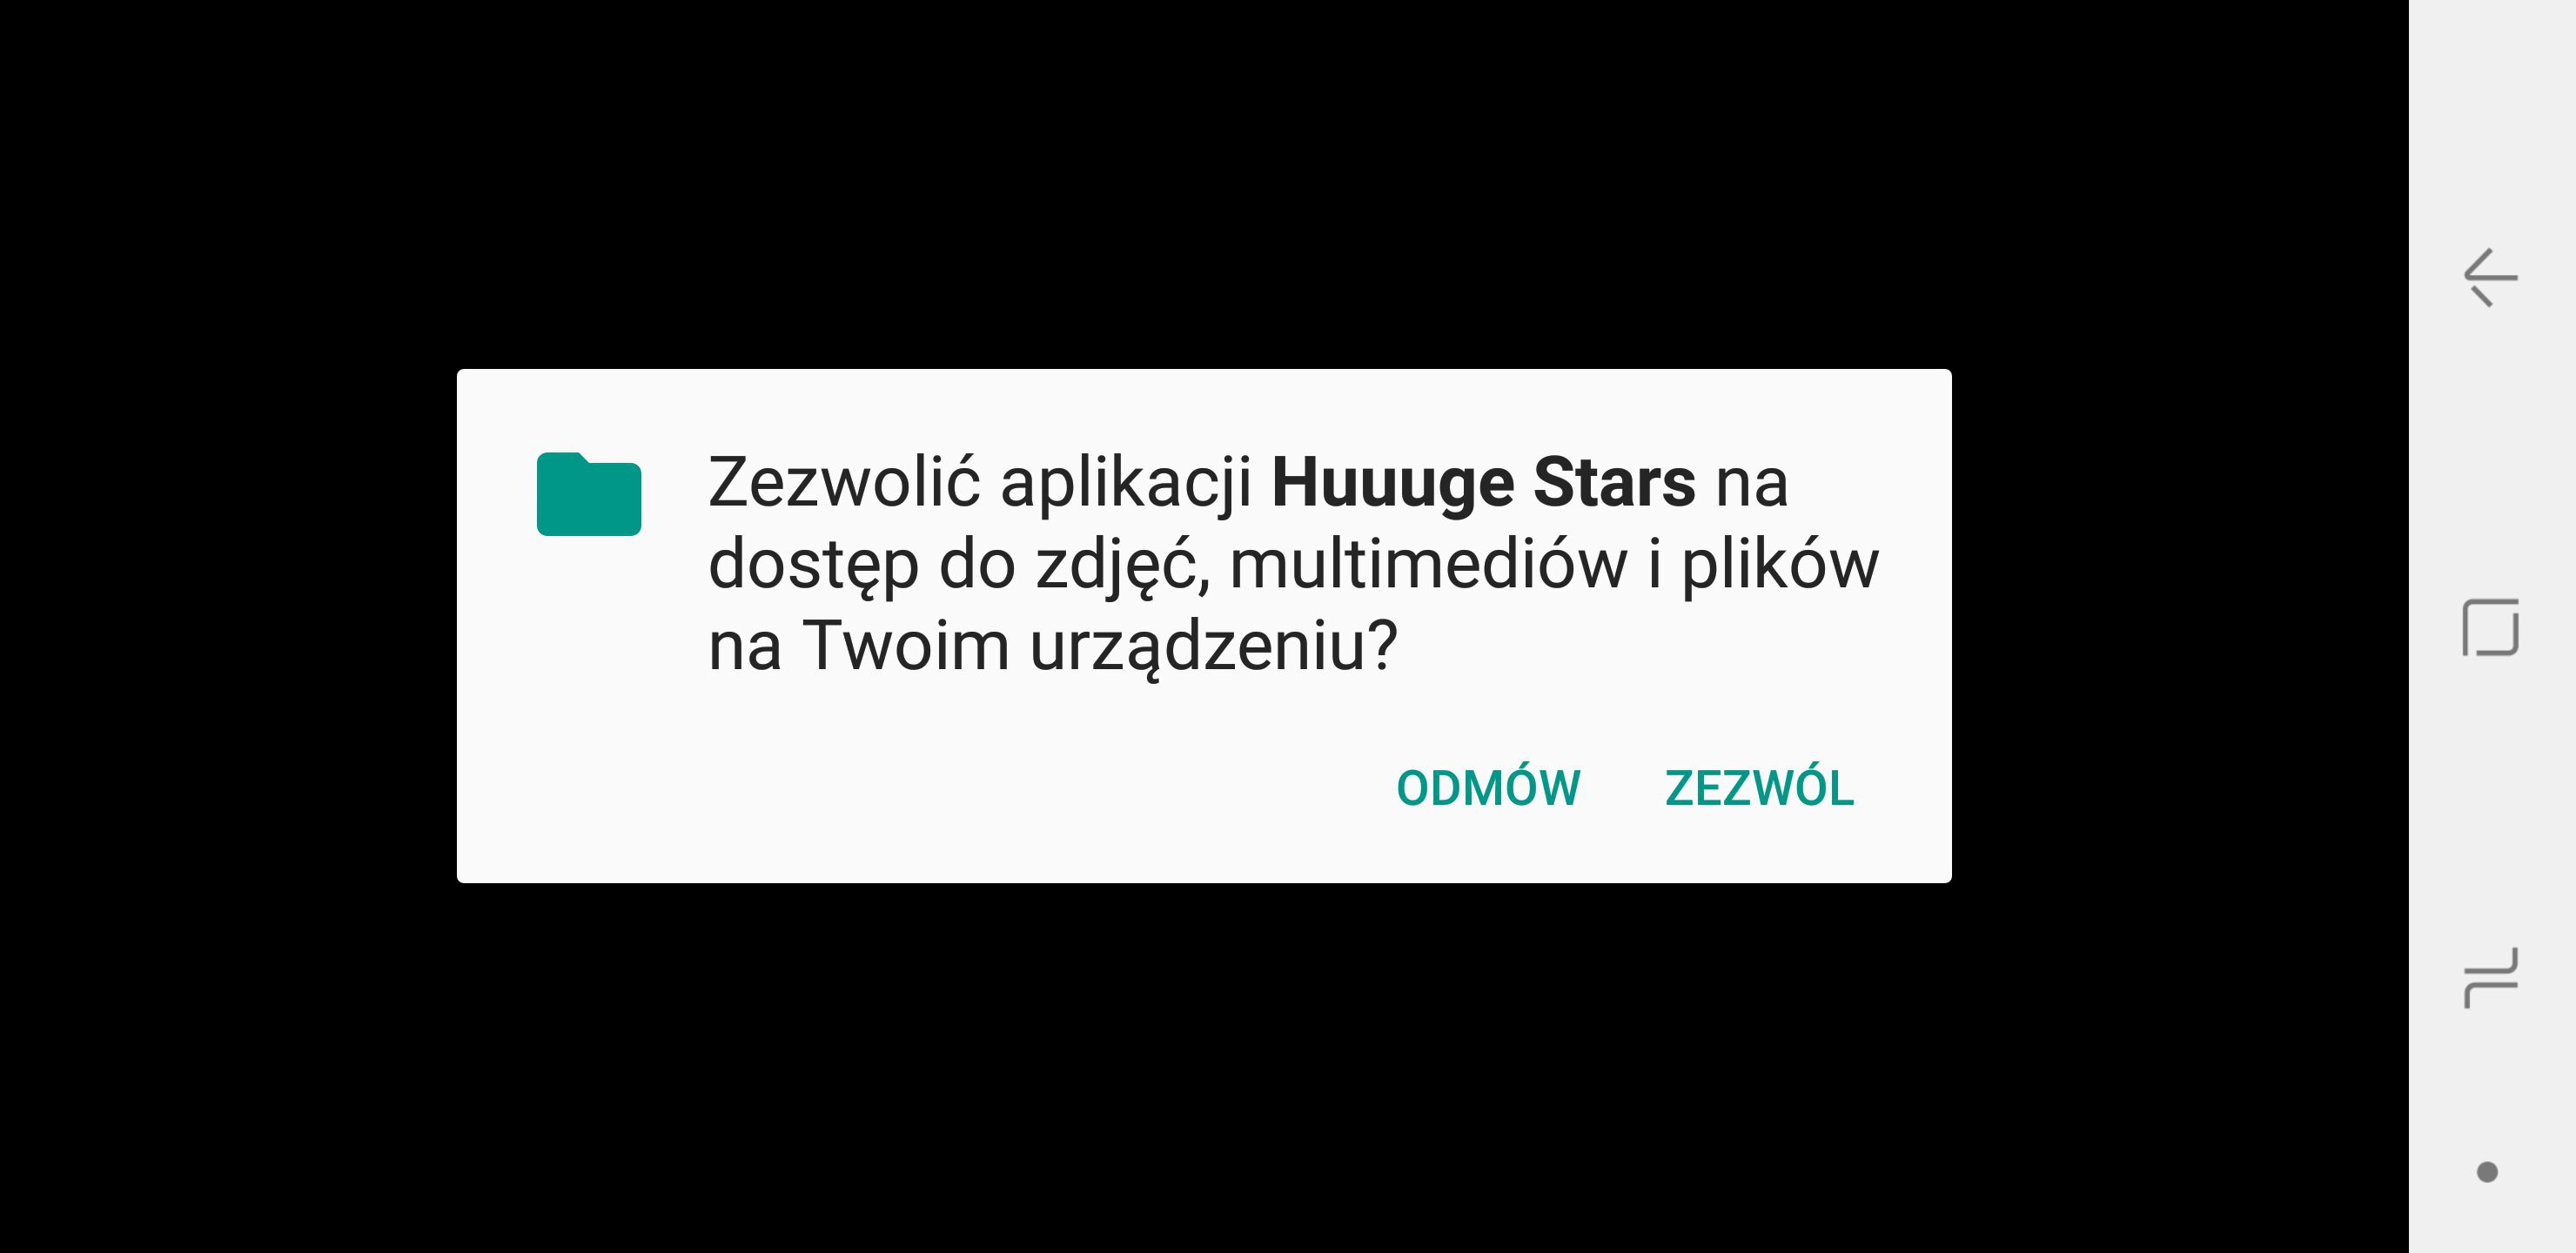 Zezwolić aplikacji Huuuge Stars na
dostęp do zdjęć, multimediów i plików
na Twoim urządzeniu?
ODMÓW ZEZWÓL